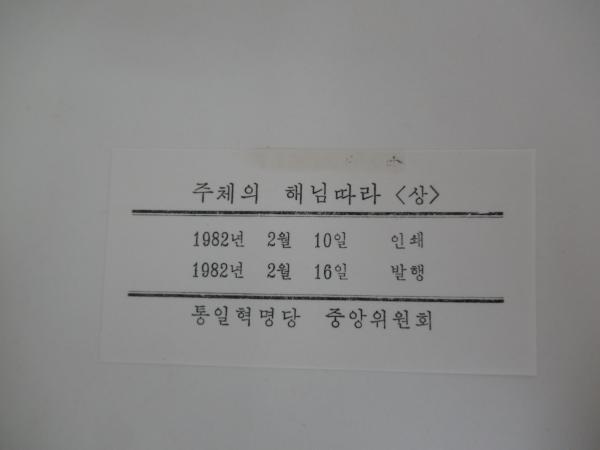 주체의 해님따라 〈상〉
1982년 2월 10일 인쇄
1982년 2월 16일 발행
통일혁명당 중앙위원회